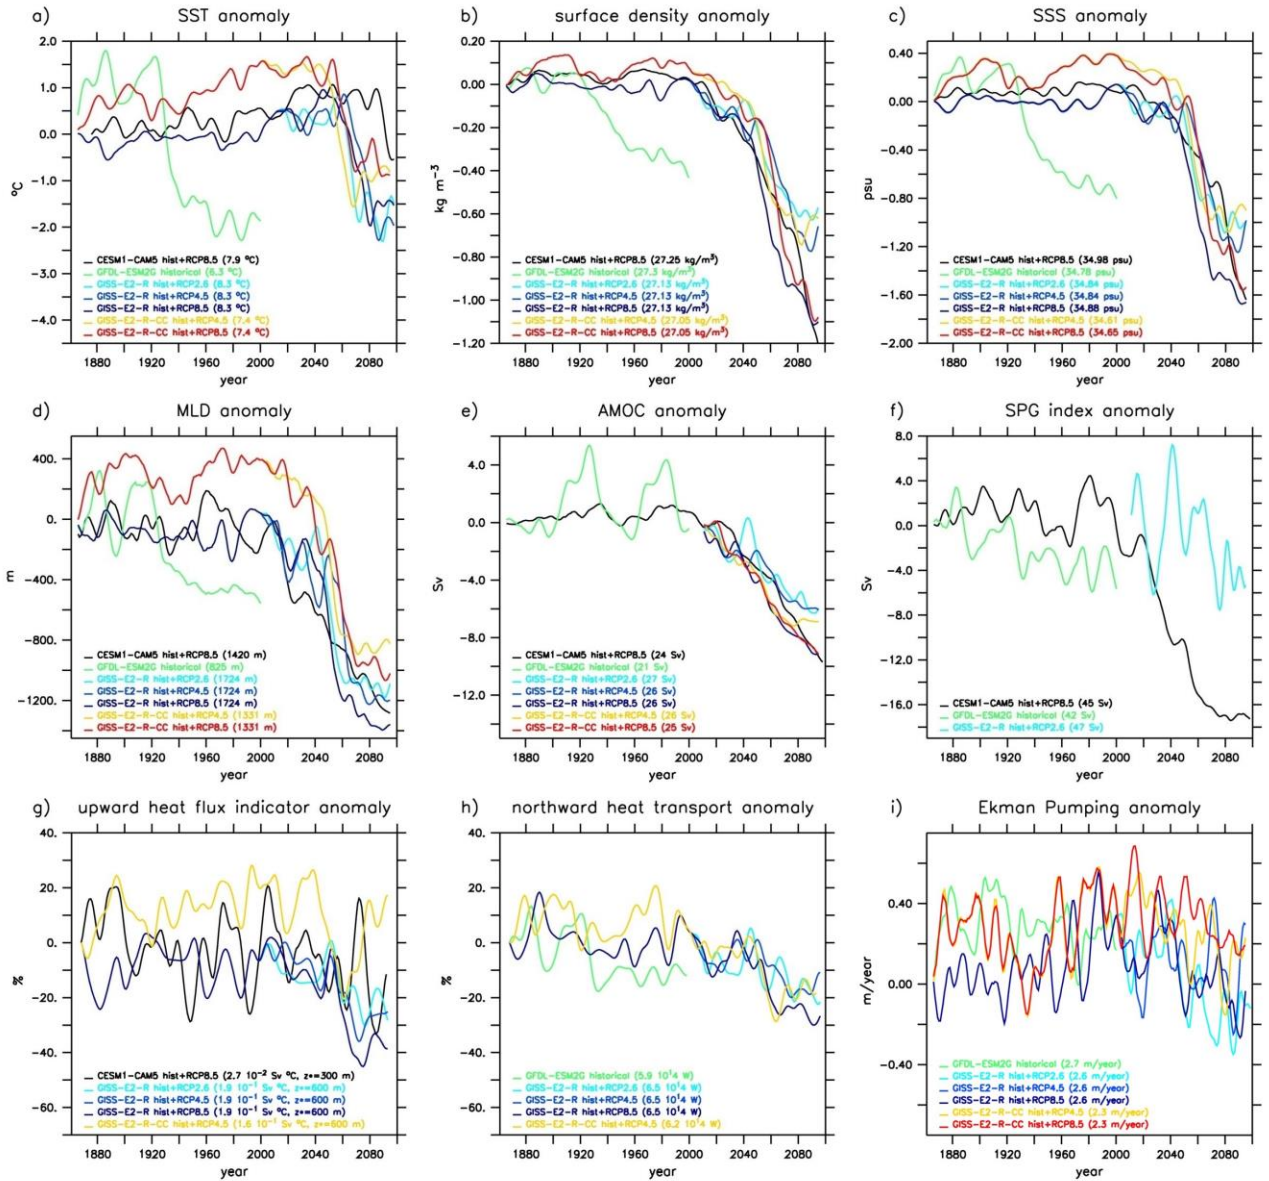 a) SST anomaly
2.0
1.0
0.0
−1.0
−2.0
−3.0
−4.0
°C
CESM1−CAM5 hist+RCP8.5 (7.9 °C)
GFDL−ESM2G historical (6.3 °C)
GISS−E2−R hist+RCP2.6 (8.3 °C)
GISS−E2−R hist+RCP4.5 (8.3 °C)
GISS−E2−R hist+RCP8.5 (8.3 °C)
GISS−E2−R−CC hist+RCP4.5 (7.4 °C)
GISS−E2−R−CC hist+RCP8.5 (7.4 °C)
1880 1920 1960 2000 2040 2080
year
b) surface density anomaly
0.20
0.00
−0.20
−0.40
−0.60
−0.80
−1.00
−1.20
kg m⁻³
CESM1−CAM5 hist+RCP8.5 (27.25 kg/m³)
GFDL−ESM2G historical (27.3 kg/m³)
GISS−E2−R hist+RCP2.6 (27.13 kg/m³)
GISS−E2−R hist+RCP4.5 (27.13 kg/m³)
GISS−E2−R hist+RCP8.5 (27.13 kg/m³)
GISS−E2−R−CC hist+RCP4.5 (27.05 kg/m³)
GISS−E2−R−CC hist+RCP8.5 (27.05 kg/m³)
1880 1920 1960 2000 2040 2080
year
c) SSS anomaly
0.40
0.00
−0.40
−0.80
−1.20
−1.60
−2.00
psu
CESM1−CAM5 hist+RCP8.5 (34.98 psu)
GFDL−ESM2G historical (34.78 psu)
GISS−E2−R hist+RCP2.6 (34.84 psu)
GISS−E2−R hist+RCP4.5 (34.84 psu)
GISS−E2−R hist+RCP8.5 (34.88 psu)
GISS−E2−R−CC hist+RCP4.5 (34.61 psu)
GISS−E2−R−CC hist+RCP8.5 (34.65 psu)
1880 1920 1960 2000 2040 2080
year
d) MLD anomaly
400.
0.
−400.
−800.
−1200.
m
CESM1−CAM5 hist+RCP8.5 (1420 m)
GFDL−ESM2G historical (825 m)
GISS−E2−R hist+RCP2.6 (1724 m)
GISS−E2−R hist+RCP4.5 (1724 m)
GISS−E2−R hist+RCP8.5 (1724 m)
GISS−E2−R−CC hist+RCP4.5 (1331 m)
GISS−E2−R−CC hist+RCP8.5 (1331 m)
1880 1920 1960 2000 2040 2080
year
e) AMOC anomaly
4.0
0.0
−4.0
−8.0
−12.0
Sv
CESM1−CAM5 hist+RCP8.5 (24 Sv)
GFDL−ESM2G historical (21 Sv)
GISS−E2−R hist+RCP2.6 (27 Sv)
GISS−E2−R hist+RCP4.5 (26 Sv)
GISS−E2−R hist+RCP8.5 (26 Sv)
GISS−E2−R−CC hist+RCP4.5 (26 Sv)
GISS−E2−R−CC hist+RCP8.5 (25 Sv)
1880 1920 1960 2000 2040 2080
year
f) SPG index anomaly
8.0
4.0
0.0
−4.0
−8.0
−12.0
−16.0
Sv
CESM1−CAM5 hist+RCP8.5 (45 Sv)
GFDL−ESM2G historical (42 Sv)
GISS−E2−R hist+RCP2.6 (47 Sv)
1880 1920 1960 2000 2040 2080
year
g) upward heat flux indicator anomaly
40.
20.
0.
−20.
−40.
−60.
%
CESM1−CAM5 hist+RCP8.5 (2.7 10⁻² Sv °C, z*=300 m)
GISS−E2−R hist+RCP2.6 (1.9 10⁻¹ Sv °C, z*=600 m)
GISS−E2−R hist+RCP4.5 (1.9 10⁻¹ Sv °C, z*=600 m)
GISS−E2−R hist+RCP8.5 (1.9 10⁻¹ Sv °C, z*=600 m)
GISS−E2−R−CC hist+RCP4.5 (1.6 10⁻¹ Sv °C, z*=600 m)
1880 1920 1960 2000 2040 2080
year
h) northward heat transport anomaly
40.
20.
0.
−20.
−40.
−60.
%
GFDL−ESM2G historical (5.9 10¹4 W)
GISS−E2−R hist+RCP2.6 (6.5 10¹4 W)
GISS−E2−R hist+RCP4.5 (6.5 10¹4 W)
GISS−E2−R hist+RCP8.5 (6.5 10¹4 W)
GISS−E2−R−CC hist+RCP4.5 (6.2 10¹4 W)
1880 1920 1960 2000 2040 2080
year
i) Ekman Pumping anomaly
0.40
0.00
−0.40
m/year
GFDL−ESM2G historical (2.7 m/year)
GISS−E2−R hist+RCP2.6 (2.6 m/year)
GISS−E2−R hist+RCP4.5 (2.6 m/year)
GISS−E2−R hist+RCP8.5 (2.6 m/year)
GISS−E2−R−CC hist+RCP4.5 (2.3 m/year)
GISS−E2−R−CC hist+RCP8.5 (2.3 m/year)
1880 1920 1960 2000 2040 2080
year